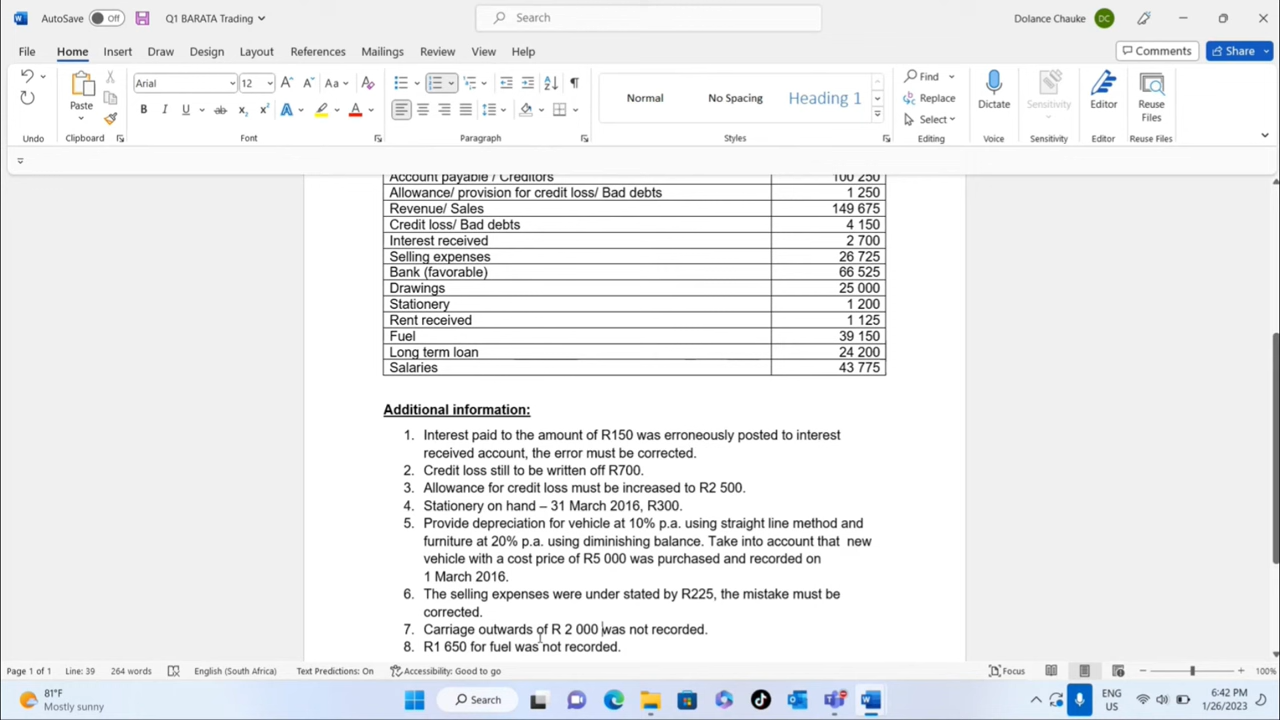 AutoSave Off Q1 BARATA Trading Search Dolance Chauke DC
File Home Insert Draw Design Layout References Mailings Review View Help Comments Share
Arial 12 Aa Find
Paste Normal No Spacing Heading 1 Replace Dictate Sensitivity Editor Reuse Files
B I U ab x₂ x² A A Select
Undo Clipboard Font Paragraph Styles Editing Voice Sensitivity Editor Reuse Files
Account payable / Creditors 100 250
Allowance/ provision for credit loss/ Bad debts 1 250
Revenue/ Sales 149 675
Credit loss/ Bad debts 4 150
Interest received 2 700
Selling expenses 26 725
Bank (favorable) 66 525
Drawings 25 000
Stationery 1 200
Rent received 1 125
Fuel 39 150
Long term loan 24 200
Salaries 43 775
Additional information:
1. Interest paid to the amount of R150 was erroneously posted to interest
received account, the error must be corrected.
2. Credit loss still to be written off R700.
3. Allowance for credit loss must be increased to R2 500.
4. Stationery on hand – 31 March 2016, R300.
5. Provide depreciation for vehicle at 10% p.a. using straight line method and
furniture at 20% p.a. using diminishing balance. Take into account that new
vehicle with a cost price of R5 000 was purchased and recorded on
1 March 2016.
6. The selling expenses were under stated by R225, the mistake must be
corrected.
7. Carriage outwards of R 2 000 was not recorded.
8. R1 650 for fuel was not recorded.
Page 1 of 1 Line: 39 264 words English (South Africa) Text Predictions: On Accessibility: Good to go Focus 100%
81°F
Mostly sunny
Search
ENG
US
6:42 PM
1/26/2023